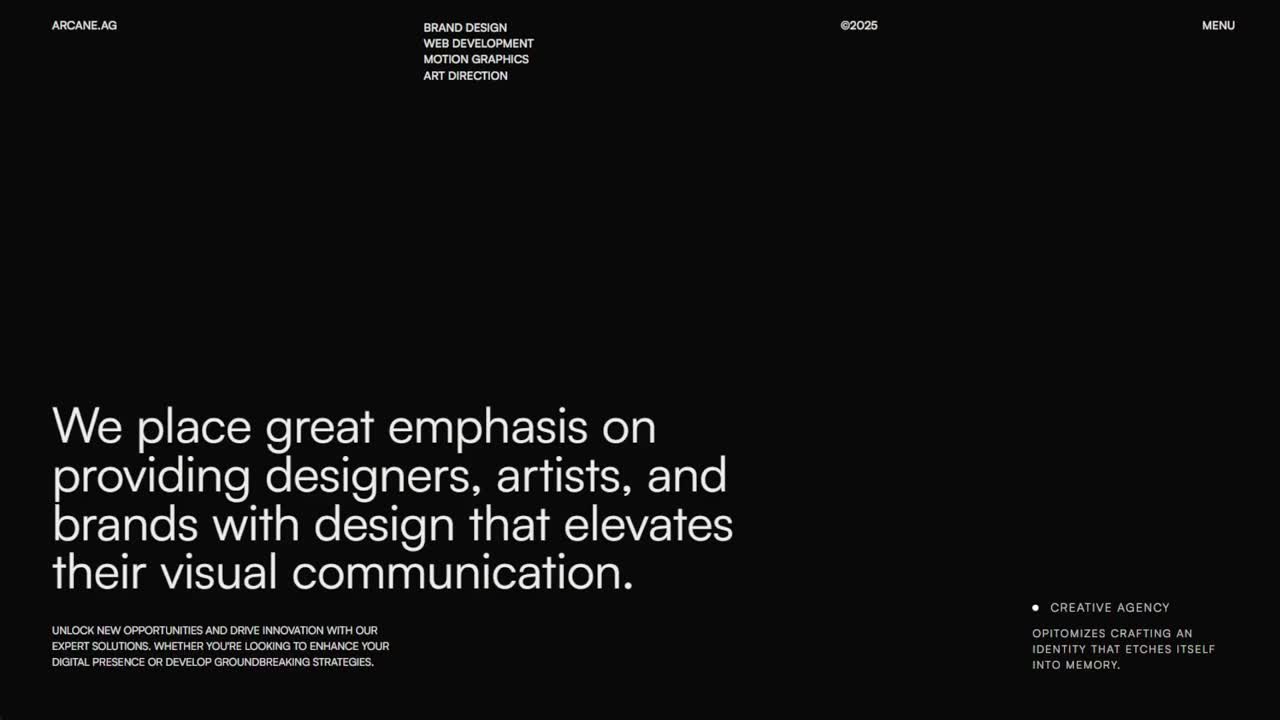 ARCANE.AG
BRAND DESIGN
WEB DEVELOPMENT
MOTION GRAPHICS
ART DIRECTION
©2025
MENU
We place great emphasis on
providing designers, artists, and
brands with design that elevates
their visual communication.
UNLOCK NEW OPPORTUNITIES AND DRIVE INNOVATION WITH OUR
EXPERT SOLUTIONS. WHETHER YOU'RE LOOKING TO ENHANCE YOUR
DIGITAL PRESENCE OR DEVELOP GROUNDBREAKING STRATEGIES.
CREATIVE AGENCY
OPITOMIZES CRAFTING AN
IDENTITY THAT ETCHES ITSELF
INTO MEMORY.